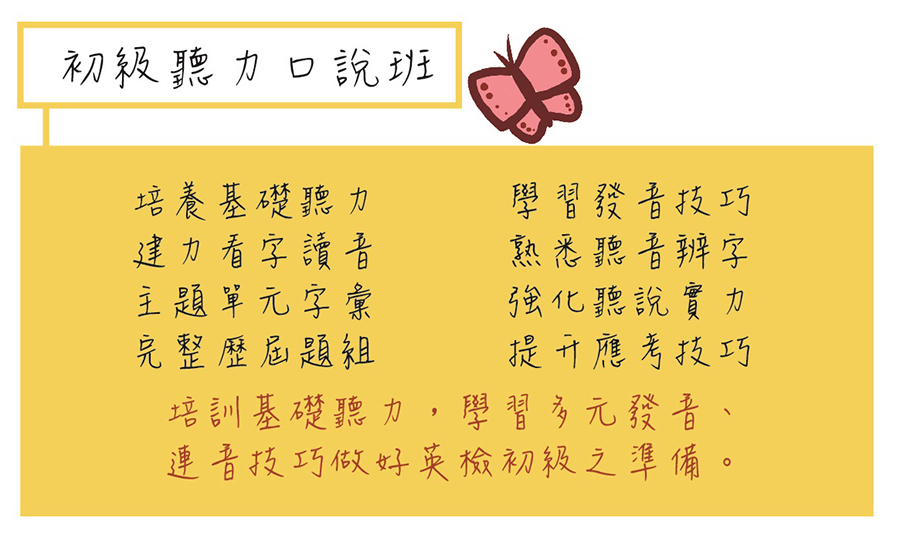 初級聽力口說班
培養基礎聽力
建力看字讀音
主題單元字彙
完整歷屆題組
學習發音技巧
熟悉聽音辨字
強化聽說實力
提升應考技巧
培訓基礎聽力，學習多元發音、
連音技巧做好英檢初級之準備。